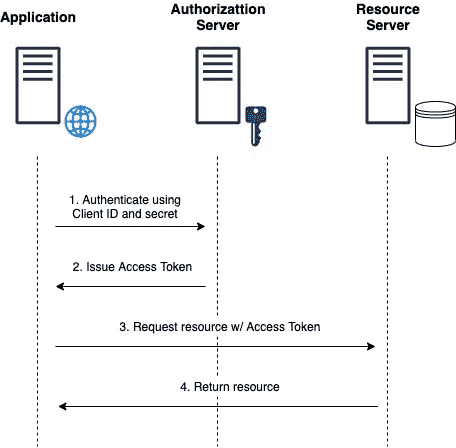 Application
Authorizattion
Server
Resource
Server
1. Authenticate using
Client ID and secret
2. Issue Access Token
3. Request resource w/ Access Token
4. Return resource